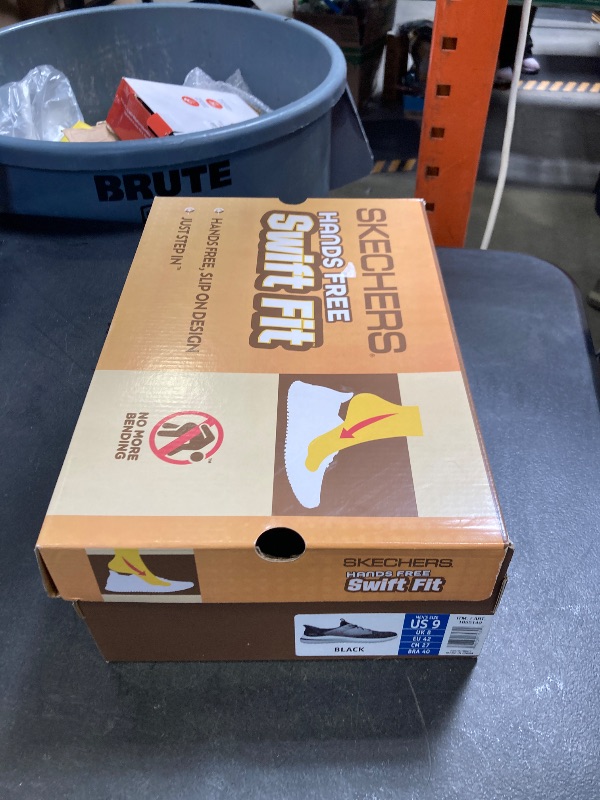 BRUTE
SKECHERS®
HANDS FREE
Swift Fit
HANDS FREE, SLIP ON DESIGN
JUST STEP IN™
NO MORE
BENDING
SKECHERS
HANDS FREE
Swift Fit
BLACK
US 9
UK 8
EU 42
CM 27
BRA 40